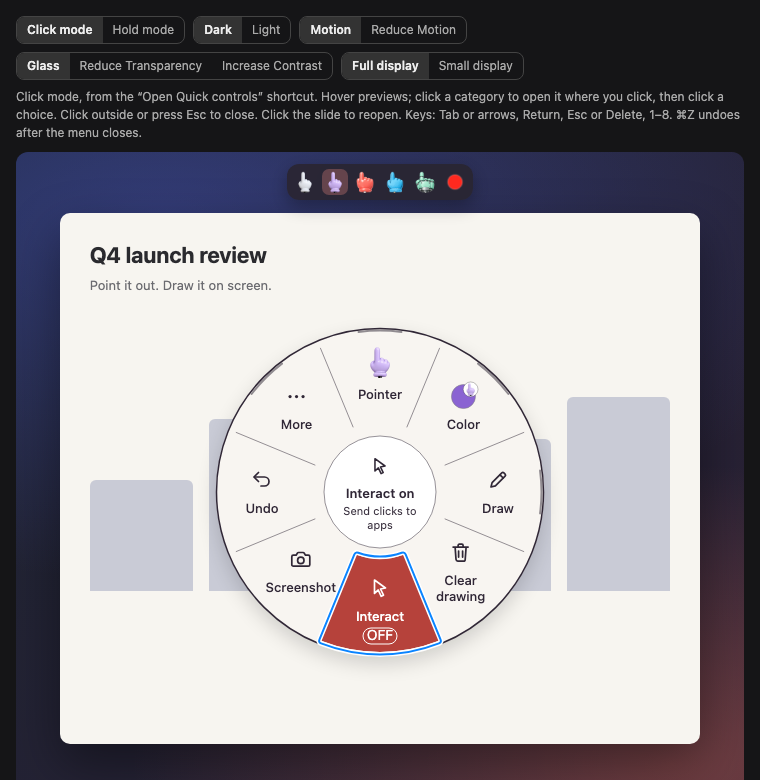 Click mode Hold mode Dark Light Motion Reduce Motion
Glass Reduce Transparency Increase Contrast Full display Small display
Click mode, from the “Open Quick controls” shortcut. Hover previews; click a category to open it where you click, then click a
choice. Click outside or press Esc to close. Click the slide to reopen. Keys: Tab or arrows, Return, Esc or Delete, 1–8. ⌘Z undoes
after the menu closes.
Q4 launch review
Point it out. Draw it on screen.
Pointer
More
Color
Interact on
Send clicks to
apps
Undo
Draw
Screenshot
Clear
drawing
Interact
OFF